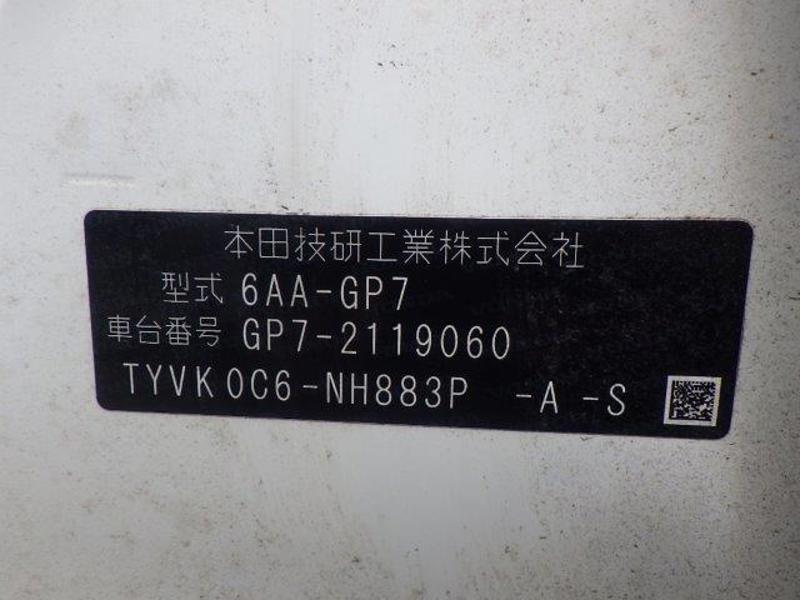 本田技研工業株式会社
型式 6AA-GP7
車台番号 GP7-2119060
TYVK0C6-NH883P -A -S